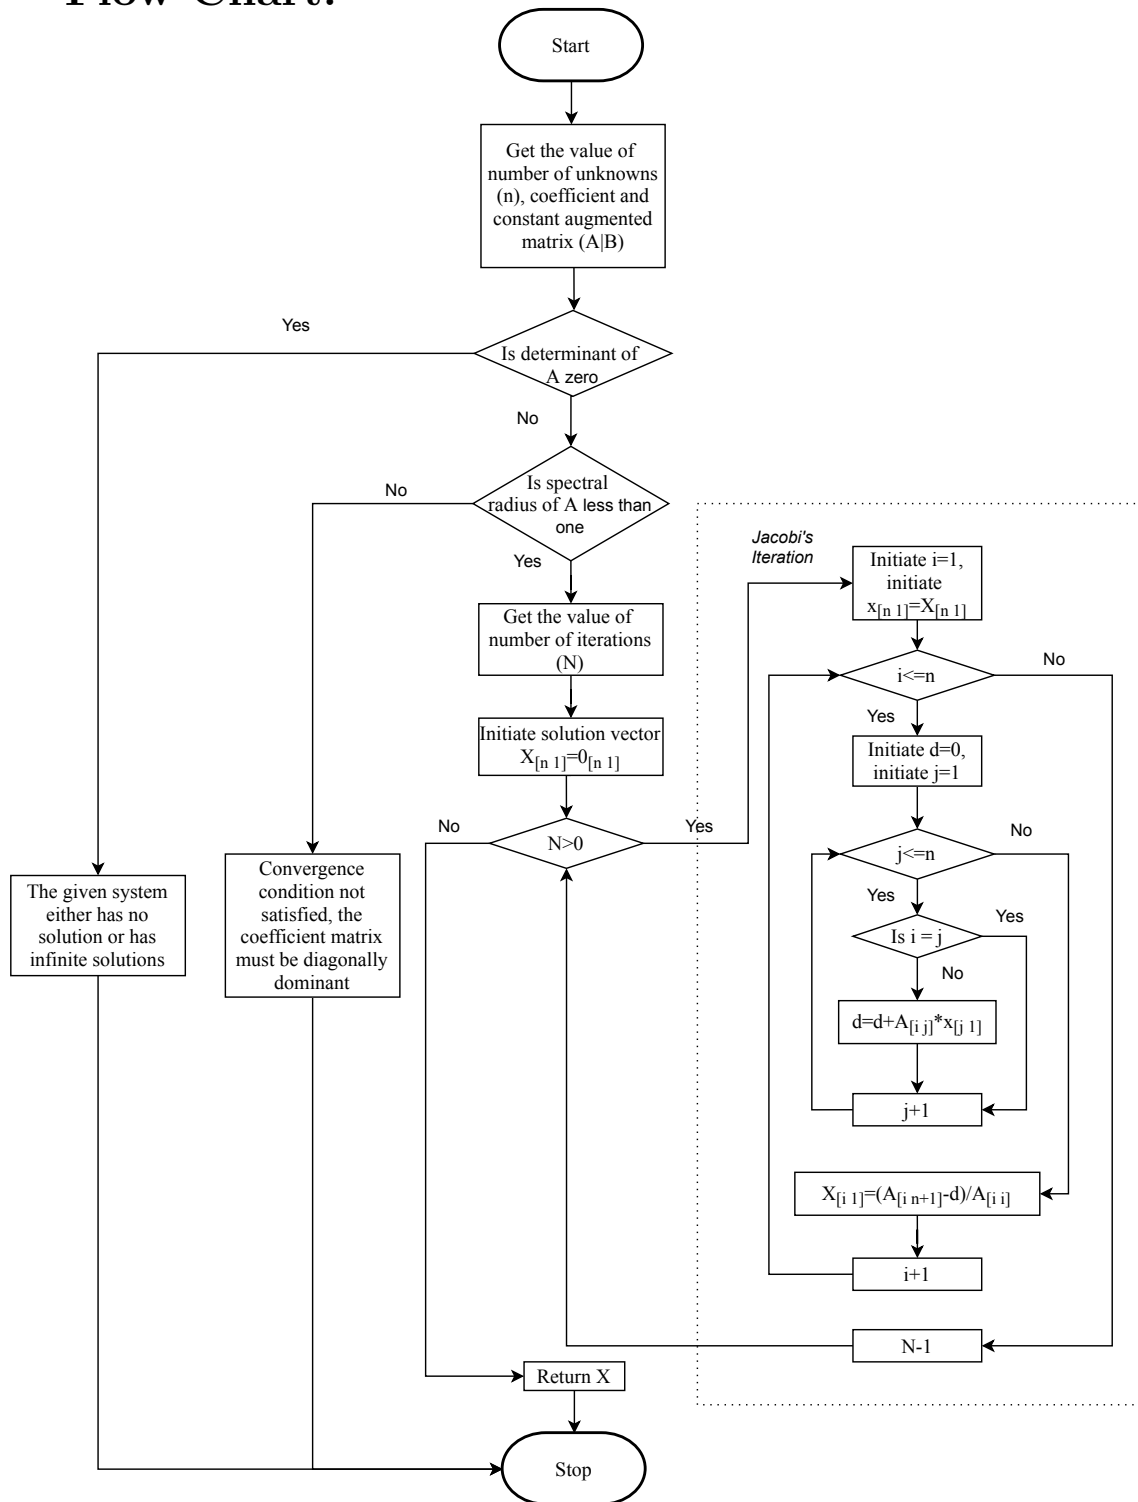 Flow Chart:
Start
Get the value of
number of unknowns
(n), coefficient and
constant augmented
matrix (A|B)
Yes
Is determinant of
A zero
No
No
Is spectral
radius of A less than
one
Yes
Get the value of
number of iterations
(N)
Initiate solution vector
X[n 1]=0[n 1]
No
N>0
Yes
The given system
either has no
solution or has
infinite solutions
Convergence
condition not
satisfied, the
coefficient matrix
must be diagonally
dominant
Jacobi's
Iteration
Initiate i=1,
initiate
x[n 1]=X[n 1]
i<=n
No
Yes
Initiate d=0,
initiate j=1
j<=n
No
Yes
Is i = j
Yes
No
d=d+A[i j]*x[j 1]
j+1
X[i 1]=(A[i n+1]-d)/A[i i]
i+1
N-1
Return X
Stop